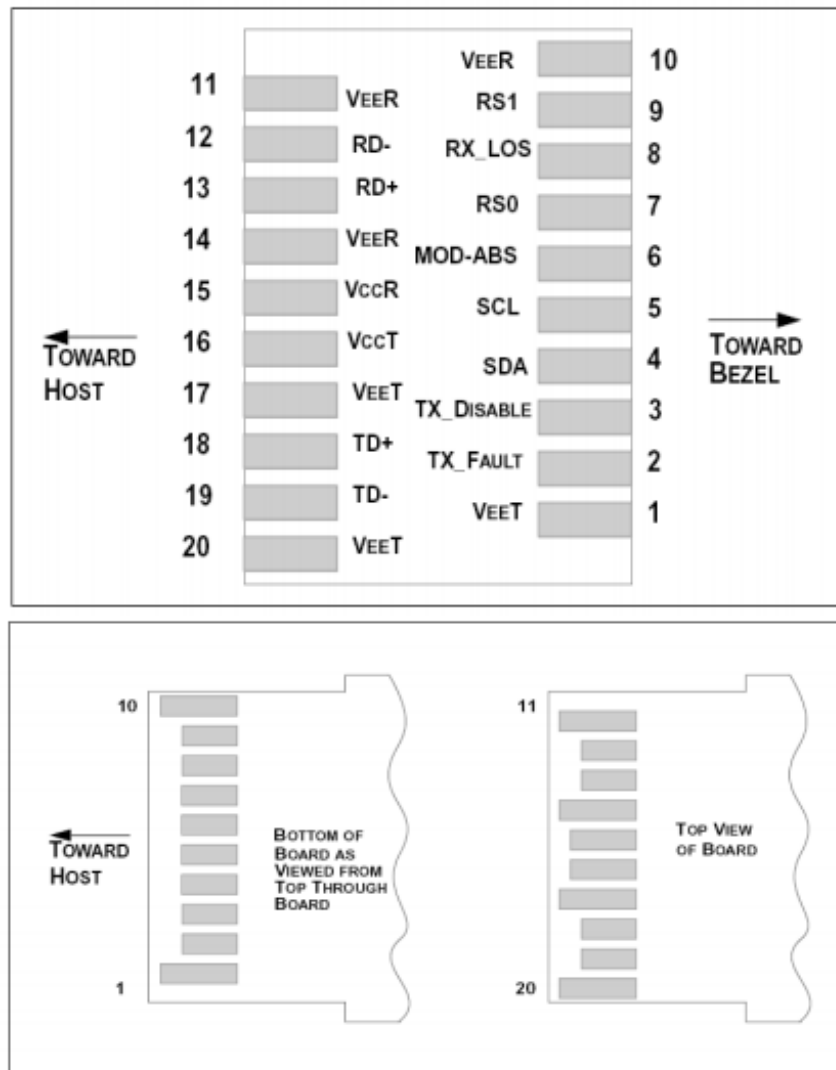 VEER 10
11 VEER
RS1 9
12 RD-
RX_LOS 8
13 RD+
RS0 7
14 VEER
MOD-ABS 6
15 VCCR
SCL 5
16 VCCT
TOWARD
HOST
TOWARD
BEZEL
SDA 4
17 VEET
TX_DISABLE 3
18 TD+
TX_FAULT 2
19 TD-
VEET 1
20 VEET
10
1
TOWARD
HOST
BOTTOM OF
BOARD AS
VIEWED FROM
TOP THROUGH
BOARD
11
20
TOP VIEW
OF BOARD